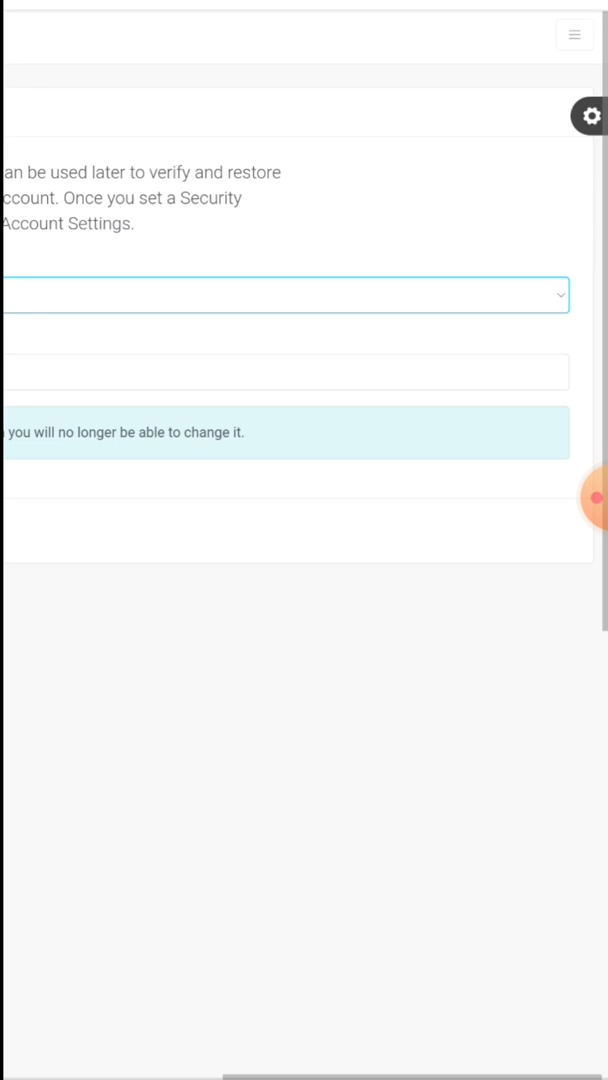 an be used later to verify and restore
ccount. Once you set a Security
Account Settings.
you will no longer be able to change it.